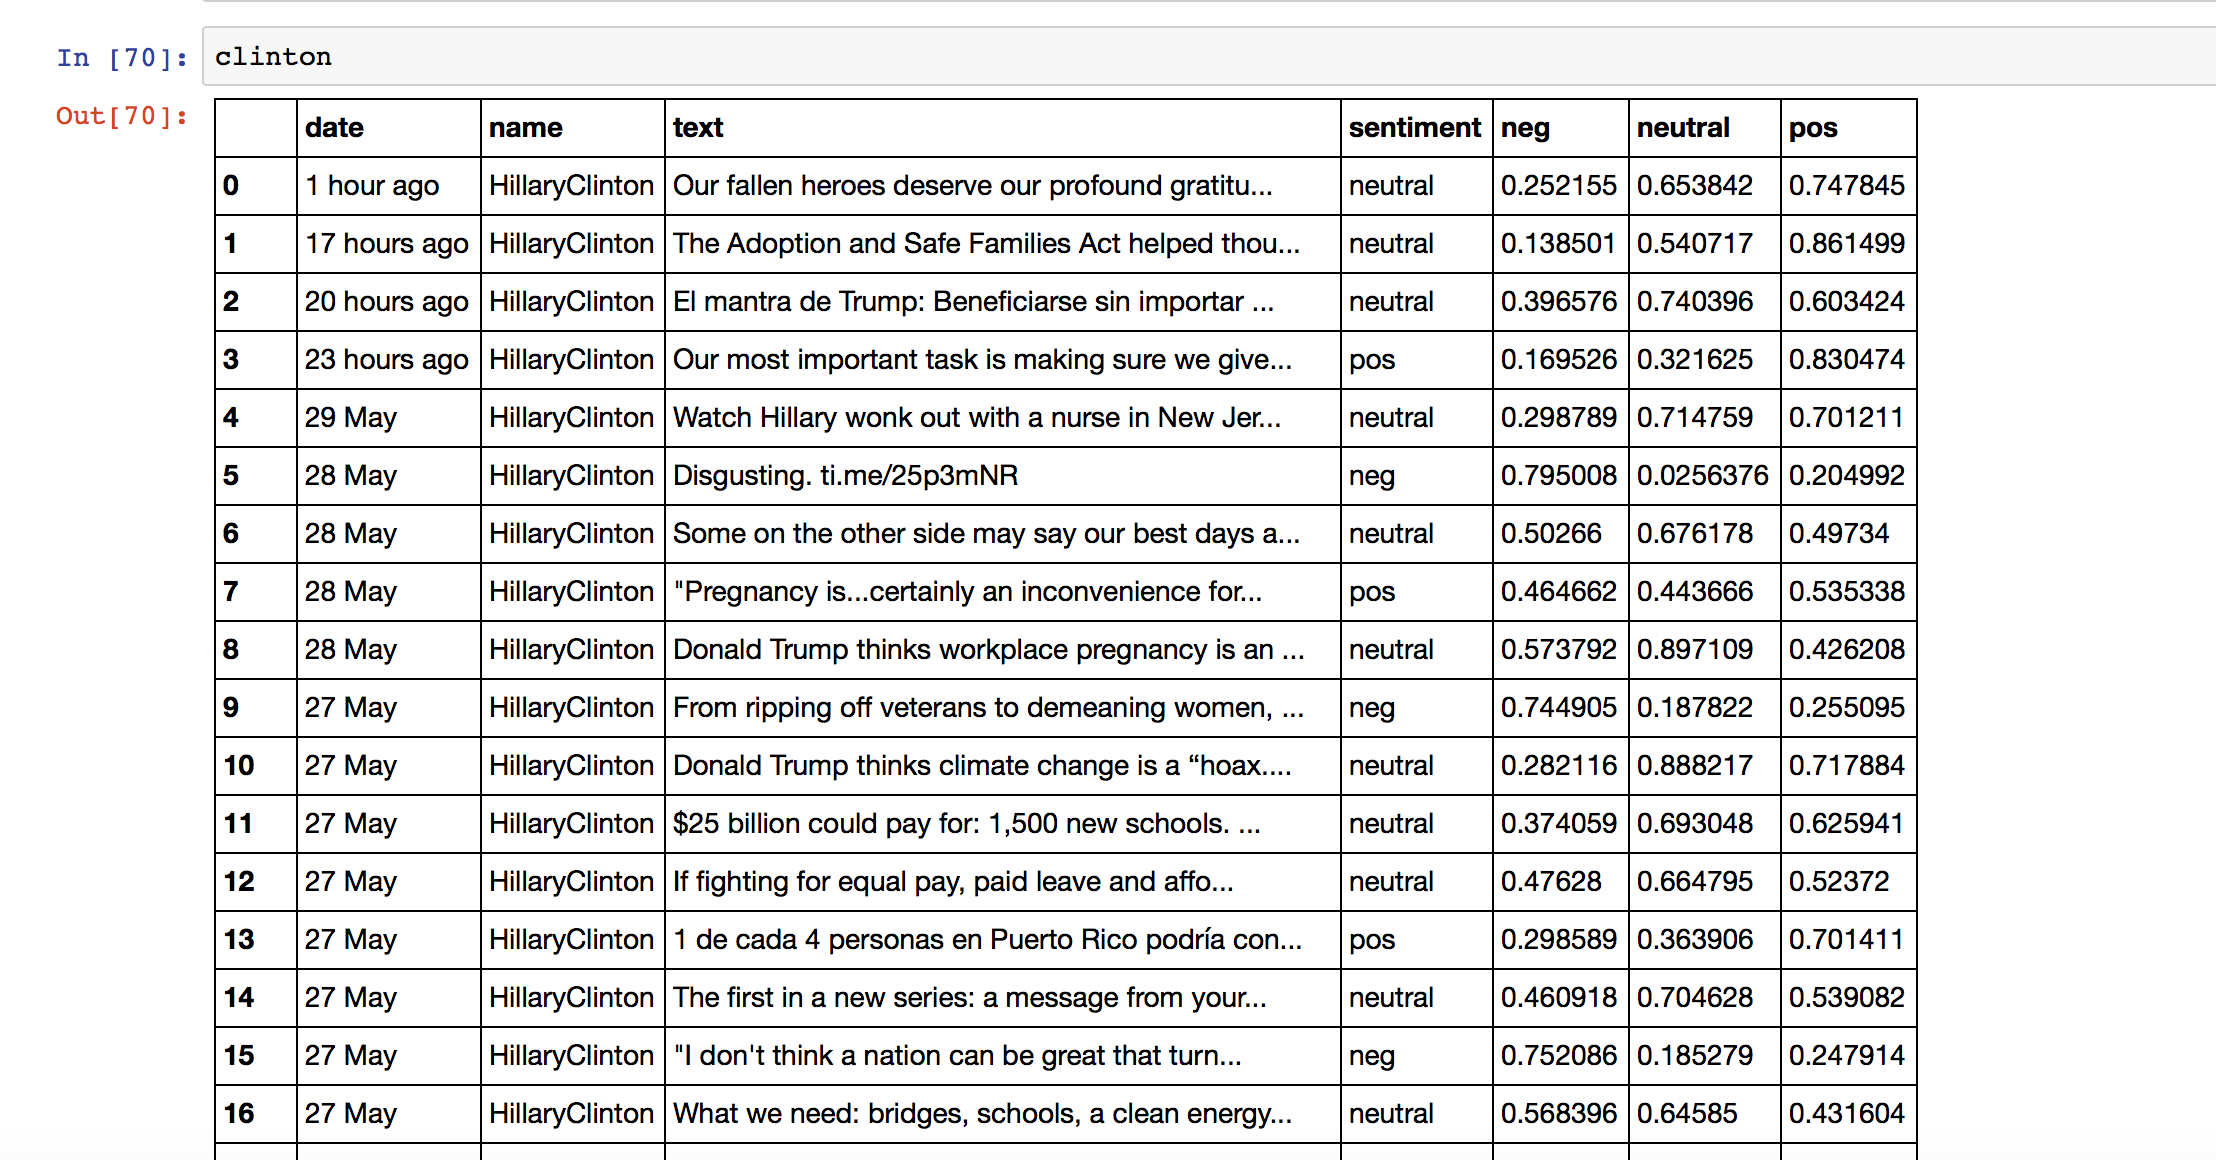 In [70]: clinton
Out[70]:
date name text sentiment neg neutral pos
0 1 hour ago HillaryClinton Our fallen heroes deserve our profound gratitu... neutral 0.252155 0.653842 0.747845
1 17 hours ago HillaryClinton The Adoption and Safe Families Act helped thou... neutral 0.138501 0.540717 0.861499
2 20 hours ago HillaryClinton El mantra de Trump: Beneficiarse sin importar ... neutral 0.396576 0.740396 0.603424
3 23 hours ago HillaryClinton Our most important task is making sure we give... pos 0.169526 0.321625 0.830474
4 29 May HillaryClinton Watch Hillary wonk out with a nurse in New Jer... neutral 0.298789 0.714759 0.701211
5 28 May HillaryClinton Disgusting. ti.me/25p3mNR neg 0.795008 0.0256376 0.204992
6 28 May HillaryClinton Some on the other side may say our best days a... neutral 0.50266 0.676178 0.49734
7 28 May HillaryClinton "Pregnancy is...certainly an inconvenience for... pos 0.464662 0.443666 0.535338
8 28 May HillaryClinton Donald Trump thinks workplace pregnancy is an ... neutral 0.573792 0.897109 0.426208
9 27 May HillaryClinton From ripping off veterans to demeaning women, ... neg 0.744905 0.187822 0.255095
10 27 May HillaryClinton Donald Trump thinks climate change is a “hoax.... neutral 0.282116 0.888217 0.717884
11 27 May HillaryClinton $25 billion could pay for: 1,500 new schools. ... neutral 0.374059 0.693048 0.625941
12 27 May HillaryClinton If fighting for equal pay, paid leave and affo... neutral 0.47628 0.664795 0.52372
13 27 May HillaryClinton 1 de cada 4 personas en Puerto Rico podría con... pos 0.298589 0.363906 0.701411
14 27 May HillaryClinton The first in a new series: a message from your... neutral 0.460918 0.704628 0.539082
15 27 May HillaryClinton "I don't think a nation can be great that turn... neg 0.752086 0.185279 0.247914
16 27 May HillaryClinton What we need: bridges, schools, a clean energy... neutral 0.568396 0.64585 0.431604